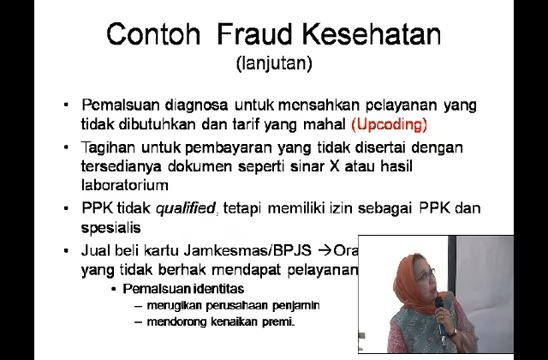 Contoh Fraud Kesehatan
(lanjutan)
• Pemalsuan diagnosa untuk mensahkan pelayanan yang
tidak dibutuhkan dan tarif yang mahal (Upcoding)
• Tagihan untuk pembayaran yang tidak disertai dengan
tersedianya dokumen seperti sinar X atau hasil
laboratorium
• PPK tidak qualified, tetapi memiliki izin sebagai PPK dan
spesialis
• Jual beli kartu Jamkesmas/BPJS →
yang tidak berhak mendapat pelayanan
• Pemalsuan identitas
– merugikan perusahaan penjamin
– mendorong kenaikan premi.